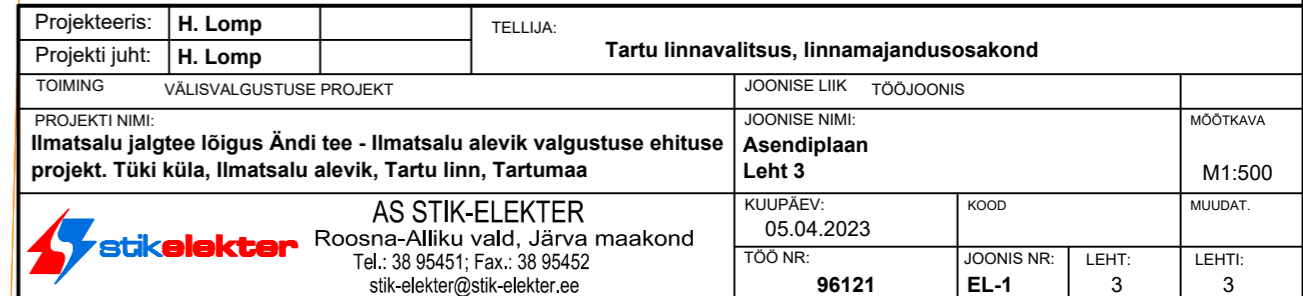 Projekteeris: H. Lomp
TELLIJA:
Projekti juht: H. Lomp
Tartu linnavalitsus, linnamajandusosakond
TOIMING VÄLISVALGUSTUSE PROJEKT
JOONISE LIIK TÖÖJOONIS
PROJEKTI NIMI:
Ilmatsalu jalgtee lõigus Ändi tee - Ilmatsalu alevik valgustuse ehituse
projekt. Tüki küla, Ilmatsalu alevik, Tartu linn, Tartumaa
JOONISE NIMI:
Asendiplaan
Leht 3
MÕÕTKAVA
M1:500
stikelekter
AS STIK-ELEKTER
Roosna-Alliku vald, Järva maakond
Tel.: 38 95451; Fax.: 38 95452
stik-elekter@stik-elekter.ee
KUUPÄEV:
05.04.2023
KOOD
MUUDAT.
TÖÖ NR:
96121
JOONIS NR:
EL-1
LEHT:
3
LEHTI:
3